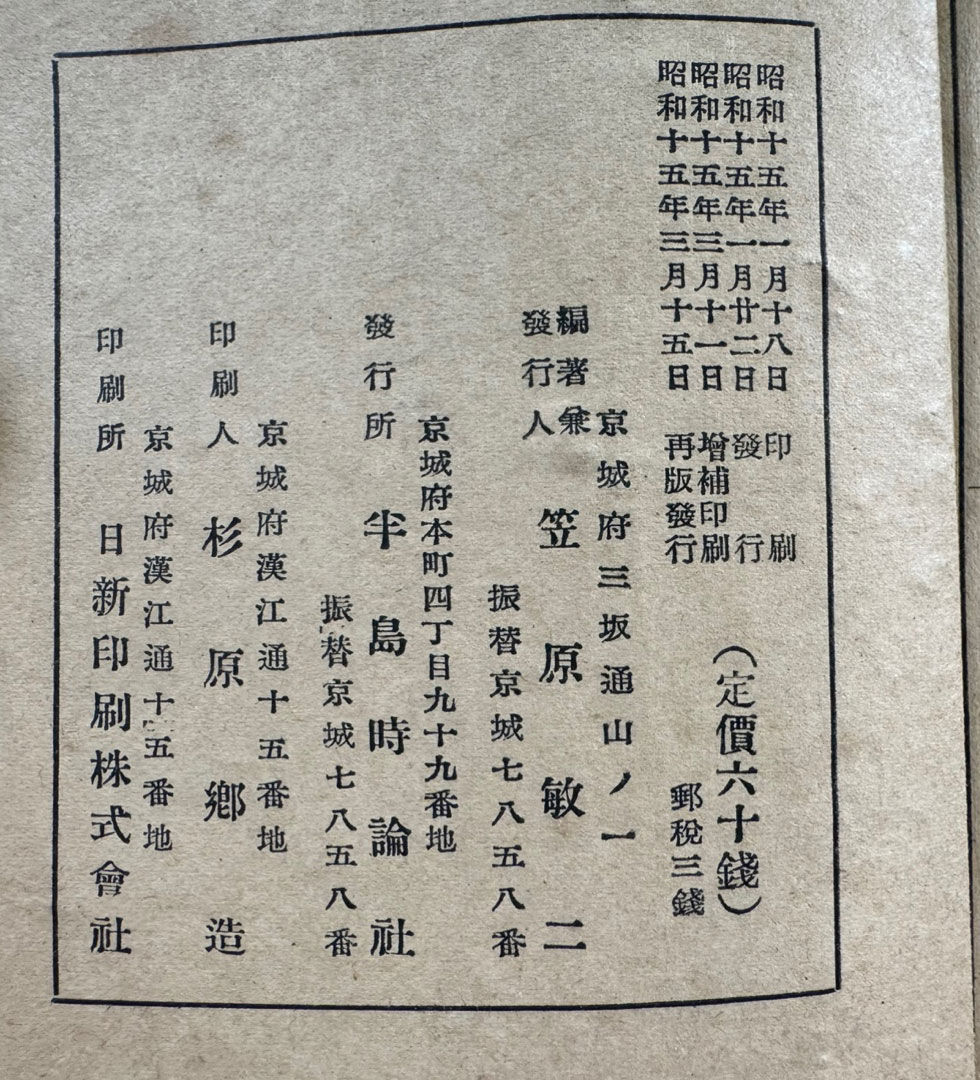 昭和十五年一月十八日 印刷
昭和十五年一月廿二日 發行
昭和十五年三月十一日 增補印刷
昭和十五年三月十五日 再版發行
(定價六十錢)
郵稅三錢
京城府三坂通山ノ一
編著兼
發行人 笠原敏二
振替京城七八五八番
京城府本町四丁目九十九番地
發行所 半島時論社
振替京城七八五八番
京城府漢江通十五番地
印刷人 杉原鄉造
京城府漢江通十五番地
印刷所 日新印刷株式會社